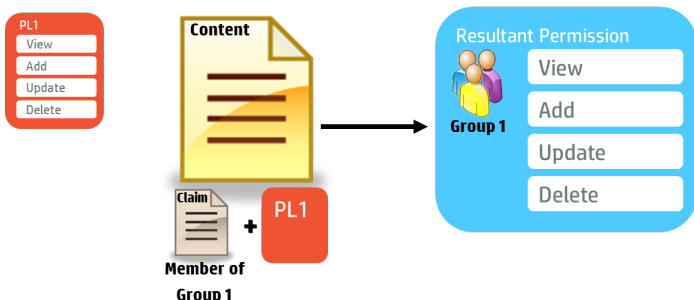 PL1
View
Add
Update
Delete
Content
Claim
PL1
+
Member of
Group 1
Resultant Permission
Group 1
View
Add
Update
Delete